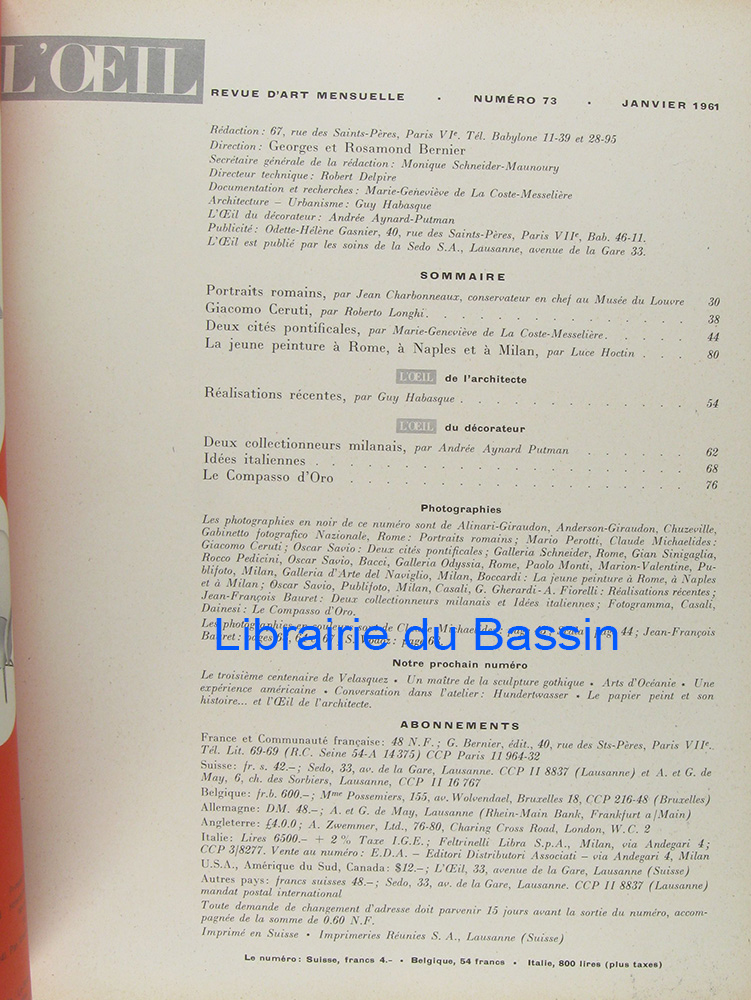 L'ŒIL
REVUE D'ART MENSUELLE • NUMÉRO 73 • JANVIER 1961
Rédaction : 67, rue des Saints-Pères, Paris VIe. Tél. Babylone 11-39 et 28-95
Direction : Georges et Rosamond Bernier
Secrétaire générale de la rédaction : Monique Schneider-Maunoury
Directeur technique : Robert Delpire
Documentation et recherches : Marie-Geneviève de La Coste-Messelière
Architecture – Urbanisme : Guy Habasque
L'Œil du décorateur : Andrée Aynard-Putman
Publicité : Odette-Hélène Gasnier, 40, rue des Saints-Pères, Paris VIIe, Bab. 46-11.
L'Œil est publié par les soins de la Sedo S.A., Lausanne, avenue de la Gare 33.
SOMMAIRE
Portraits romains, par Jean Charbonneaux, conservateur en chef au Musée du Louvre 30
Giacomo Ceruti, par Roberto Longhi. . . . . . . . . . . . . . . 38
Deux cités pontificales, par Marie-Geneviève de La Coste-Messelière. . . . . 44
La jeune peinture à Rome, à Naples et à Milan, par Luce Hoctin . . . 80
L'ŒIL de l'architecte
Réalisations récentes, par Guy Habasque . . . . . . . . . . . . . 54
L'ŒIL du décorateur
Deux collectionneurs milanais, par Andrée Aynard Putman . . . . . . 62
Idées italiennes . . . . . . . . . . . . . . . . . . . . 68
Le Compasso d'Oro . . . . . . . . . . . . . . . . . . 76
Photographies
Les photographies en noir de ce numéro sont de Alinari-Giraudon, Anderson-Giraudon, Chuzeville,
Gabinetto fotografico Nazionale, Rome : Portraits romains ; Mario Perotti, Claude Michaelides :
Giacomo Ceruti ; Oscar Savio : Deux cités pontificales ; Galleria Schneider, Rome, Gian Sinigaglia,
Rocco Pedicini, Oscar Savio, Bacci, Galleria Odyssia, Rome, Paolo Monti, Marion-Valentine, Pu-
blifoto, Milan, Galleria d'Arte del Naviglio, Milan, Boccardi : La jeune peinture à Rome, à Naples
et à Milan ; Oscar Savio, Publifoto, Milan, Casali, G. Gherardi - A. Fiorelli : Réalisations récentes ;
Jean-François Bauret : Deux collectionneurs milanais et Idées italiennes ; Fotogramma, Casali,
Dainesi : Le Compasso d'Oro.
Les photographies en couleurs sont de Claude Michaelides page 44 ; Jean-François
Bauret : pages
Librairie du Bassin
Notre prochain numéro
Le troisième centenaire de Velasquez • Un maître de la sculpture gothique • Arts d'Océanie • Une
expérience américaine • Conversation dans l'atelier : Hundertwasser • Le papier peint et son
histoire... et l'Œil de l'architecte.
ABONNEMENTS
France et Communauté française : 48 N.F. ; G. Bernier, édit., 40, rue des Sts-Pères, Paris VIIe.
Tél. Lit. 69-69 (R.C. Seine 54-A 14375) CCP Paris 11 964-32
Suisse : fr. s. 42.– ; Sedo, 33, av. de la Gare, Lausanne. CCP II 8837 (Lausanne) et A. et G. de
May, 6, ch. des Sorbiers, Lausanne, CCP II 16 767
Belgique : fr.b. 600.– ; Mme Possemiers, 155, av. Wolvendael, Bruxelles 18, CCP 216-48 (Bruxelles)
Allemagne : DM. 48.– ; A. et G. de May, Lausanne (Rhein-Main Bank, Frankfurt a/Main)
Angleterre : £4.0.0 ; A. Zwemmer, Ltd., 76-80, Charing Cross Road, London, W. C. 2
Italie : Lires 6500.– + 2% Taxe I.G.E. ; Feltrinelli Libra S.p.A., Milan, via Andegari 4 ;
CCP 3/8277. Vente au numéro : E.D.A. – Editori Distributori Associati – via Andegari 4, Milan
U.S.A., Amérique du Sud, Canada : $12.– ; L'Œil, 33, avenue de la Gare, Lausanne (Suisse)
Autres pays : francs suisses 48.– ; Sedo, 33, av. de la Gare, Lausanne. CCP II 8837 (Lausanne)
mandat postal international
Toute demande de changement d'adresse doit parvenir 15 jours avant la sortie du numéro, accom-
pagnée de la somme de 0.60 N.F.
Imprimé en Suisse • Imprimeries Réunies S. A., Lausanne (Suisse)
Le numéro : Suisse, francs 4.– • Belgique, 54 francs • Italie, 800 lires (plus taxes)